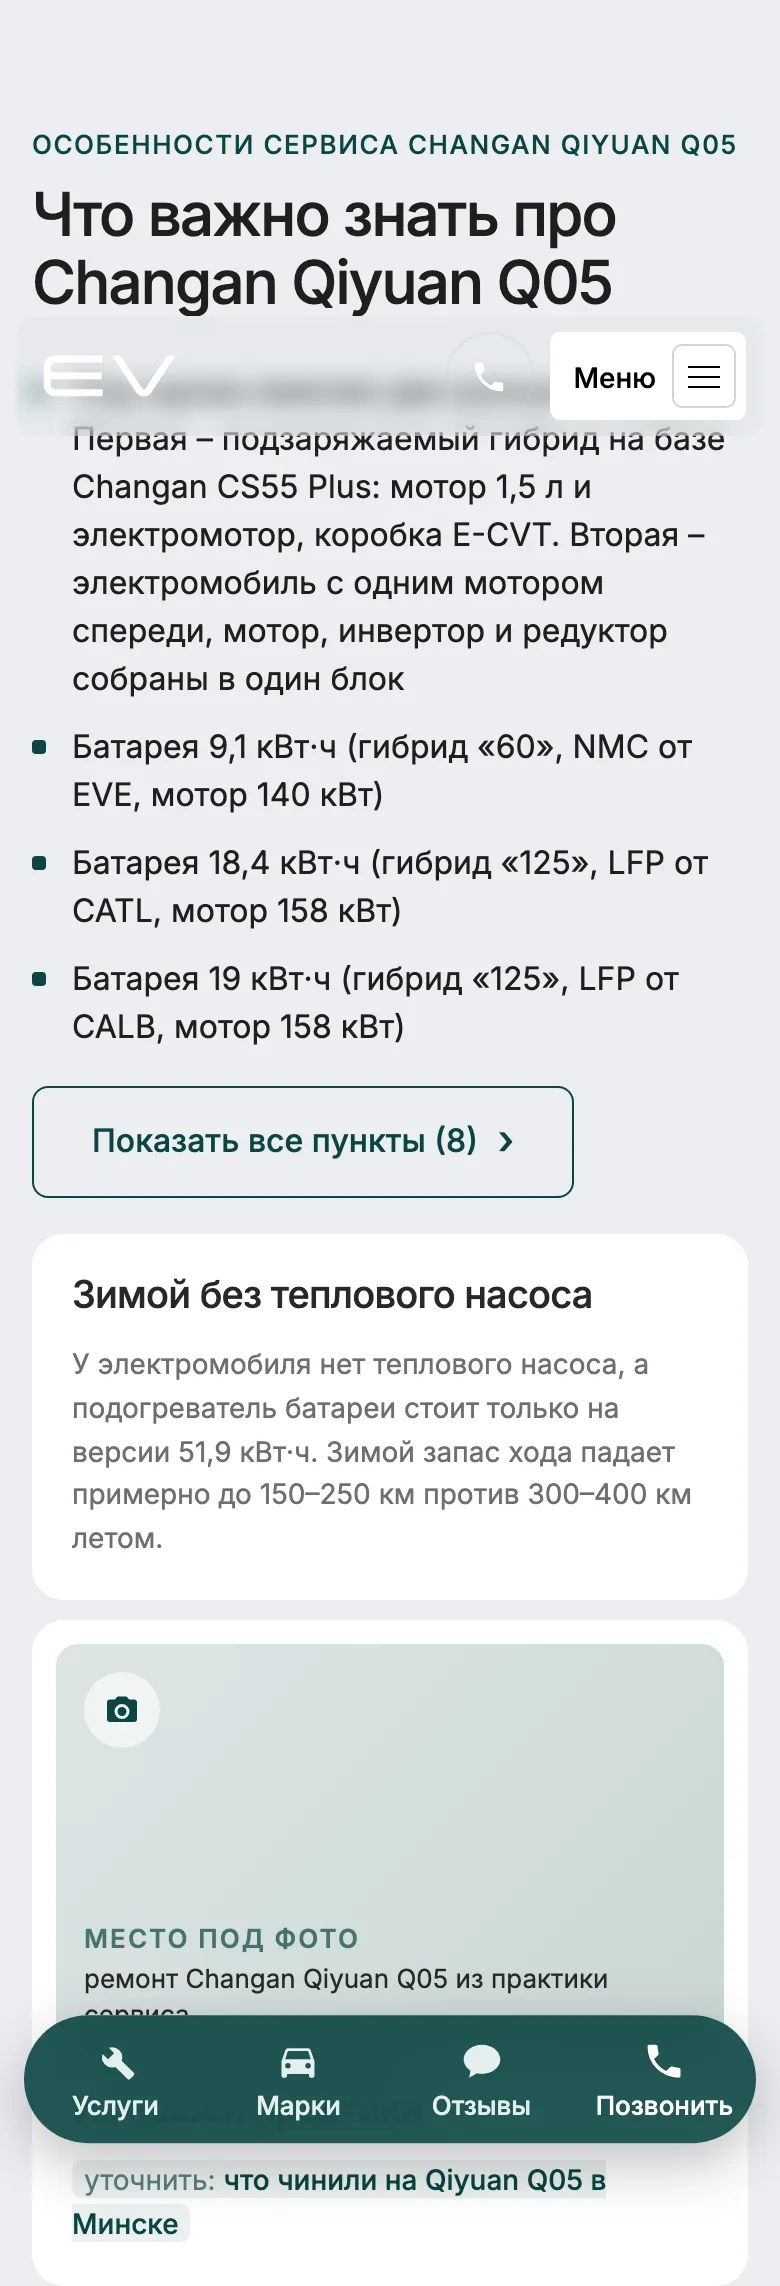 ОСОБЕННОСТИ СЕРВИСА CHANGAN QIYUAN Q05
Что важно знать про
Changan Qiyuan Q05
EV
Меню
Первая – подзаряжаемый гибрид на базе
Changan CS55 Plus: мотор 1,5 л и
электромотор, коробка E-CVT. Вторая –
электромобиль с одним мотором
спереди, мотор, инвертор и редуктор
собраны в один блок
Батарея 9,1 кВт·ч (гибрид «60», NMC от
EVE, мотор 140 кВт)
Батарея 18,4 кВт·ч (гибрид «125», LFP от
CATL, мотор 158 кВт)
Батарея 19 кВт·ч (гибрид «125», LFP от
CALB, мотор 158 кВт)
Показать все пункты (8) ›
Зимой без теплового насоса
У электромобиля нет теплового насоса, а
подогреватель батареи стоит только на
версии 51,9 кВт·ч. Зимой запас хода падает
примерно до 150–250 км против 300–400 км
летом.
МЕСТО ПОД ФОТО
ремонт Changan Qiyuan Q05 из практики
сервиса
Услуги Марки Отзывы Позвонить
уточнить: что чинили на Qiyuan Q05 в
Минске